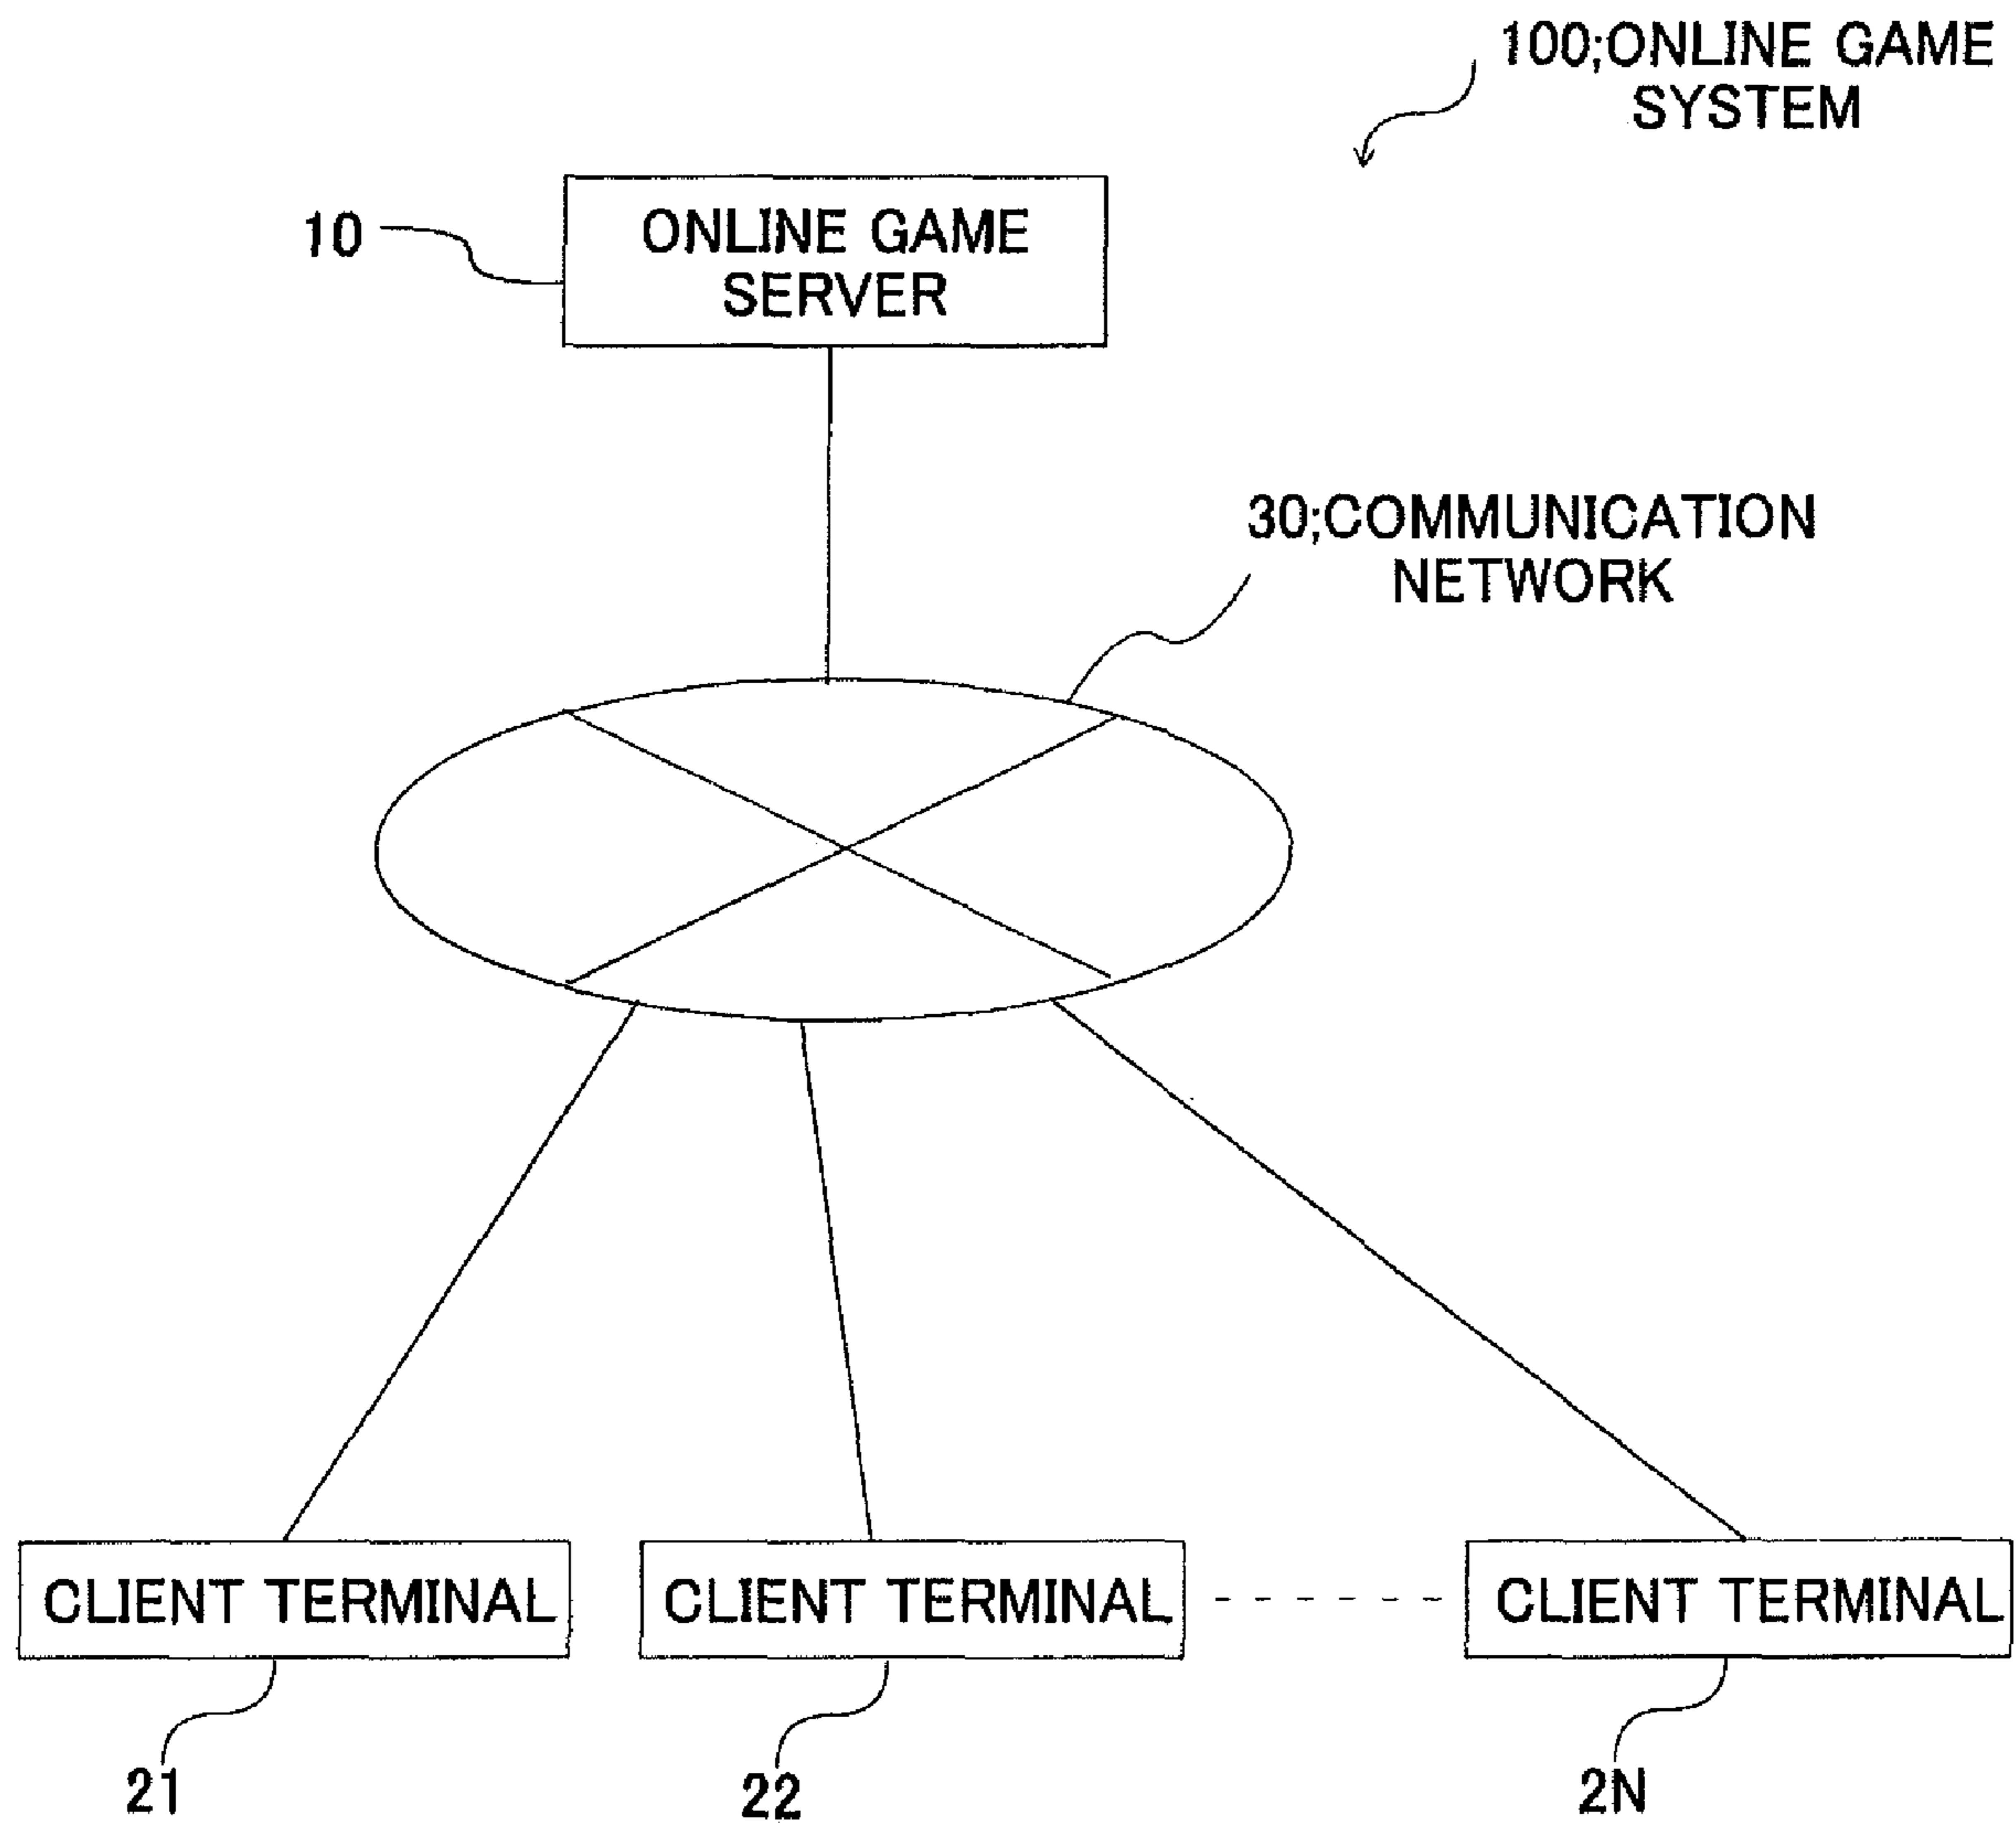 100;ONLINE GAME
SYSTEM
10
ONLINE GAME
SERVER
30;COMMUNICATION
NETWORK
CLIENT TERMINAL
CLIENT TERMINAL
CLIENT TERMINAL
21
22
2N